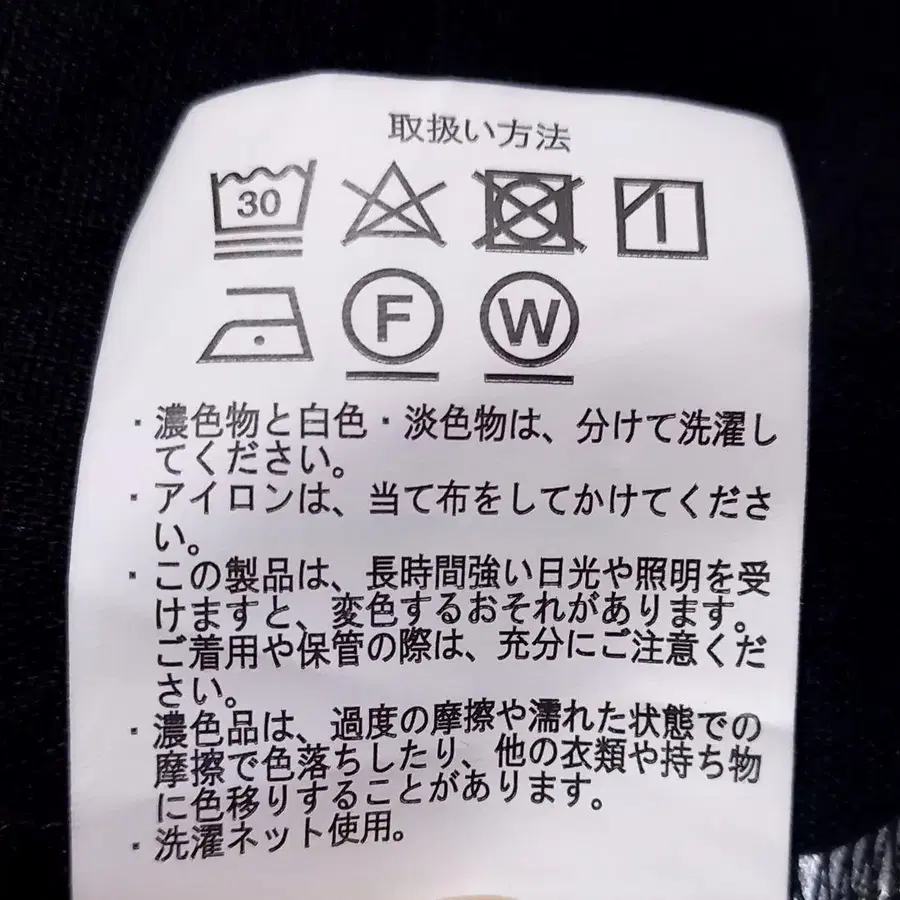 取扱い方法
30
F W
・濃色物と白色・淡色物は、分けて洗濯し
てください。
・アイロンは、当て布をしてかけてくださ
い。
・この製品は、長時間強い日光や照明を受
けますと、変色するおそれがあります。
ご着用や保管の際は、充分にご注意くだ
さい。
・濃色品は、過度の摩擦や濡れた状態での
摩擦で色落ちしたり、他の衣類や持ち物
に色移りすることがあります。
・洗濯ネット使用。